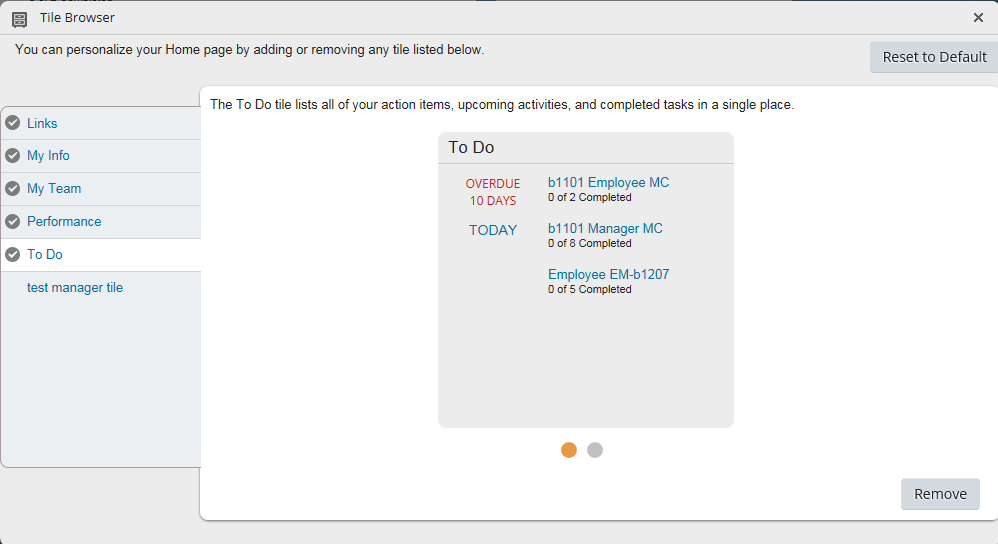 Tile Browser
You can personalize your Home page by adding or removing any tile listed below.
Reset to Default
Links
My Info
My Team
Performance
To Do
test manager tile
The To Do tile lists all of your action items, upcoming activities, and completed tasks in a single place.
To Do
OVERDUE
10 DAYS
b1101 Employee MC
0 of 2 Completed
TODAY
b1101 Manager MC
0 of 8 Completed
Employee EM-b1207
0 of 5 Completed
Remove